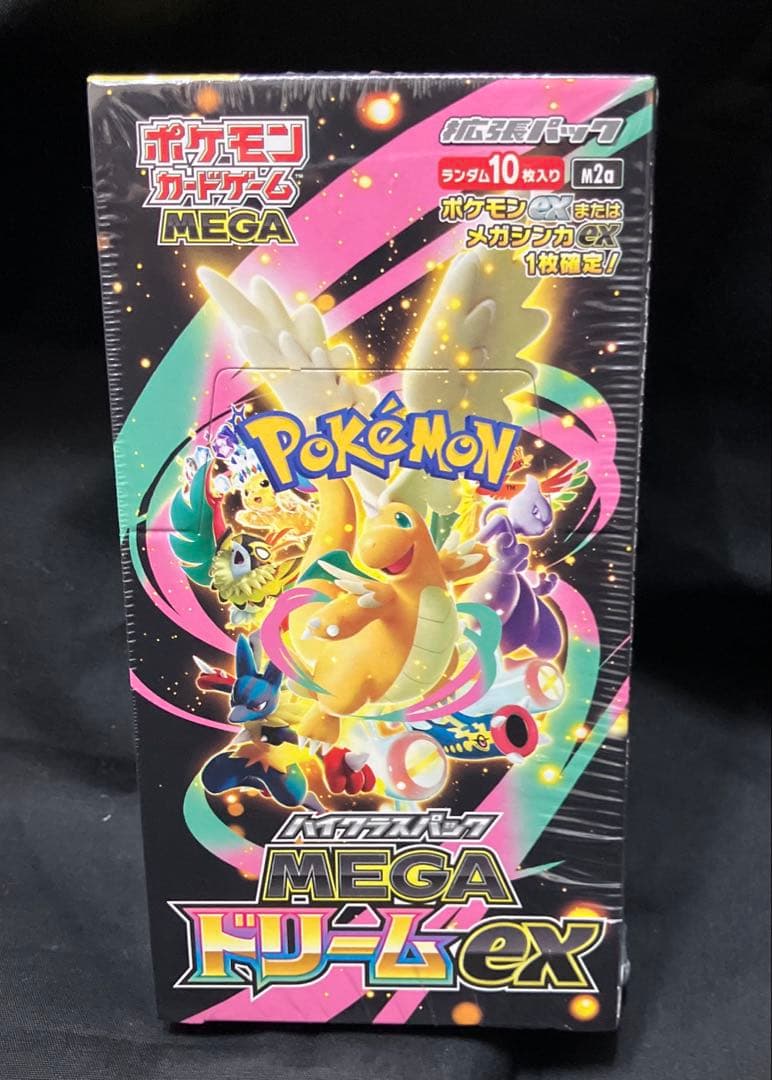 ポケモン
カードゲーム™
MEGA
拡張パック
ランダム10枚入り M2a
ポケモンexまたは
メガシンカex
1枚確定!
POKéMON™
ハイクラスパック
MEGA
ドリームex